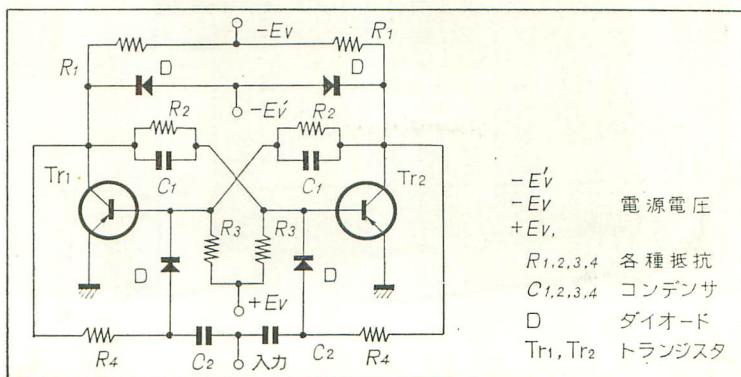 -Ev
R1 R1
D D
-E'v
R2 R2
C1 C1
Tr1 Tr2
R3 R3
D D
+Ev
R4 C2 入力 C2 R4
-E'v
-Ev 電源電圧
+Ev,
R1,2,3,4 各種抵抗
C1,2,3,4 コンデンサ
D ダイオード
Tr1, Tr2 トランジスタ